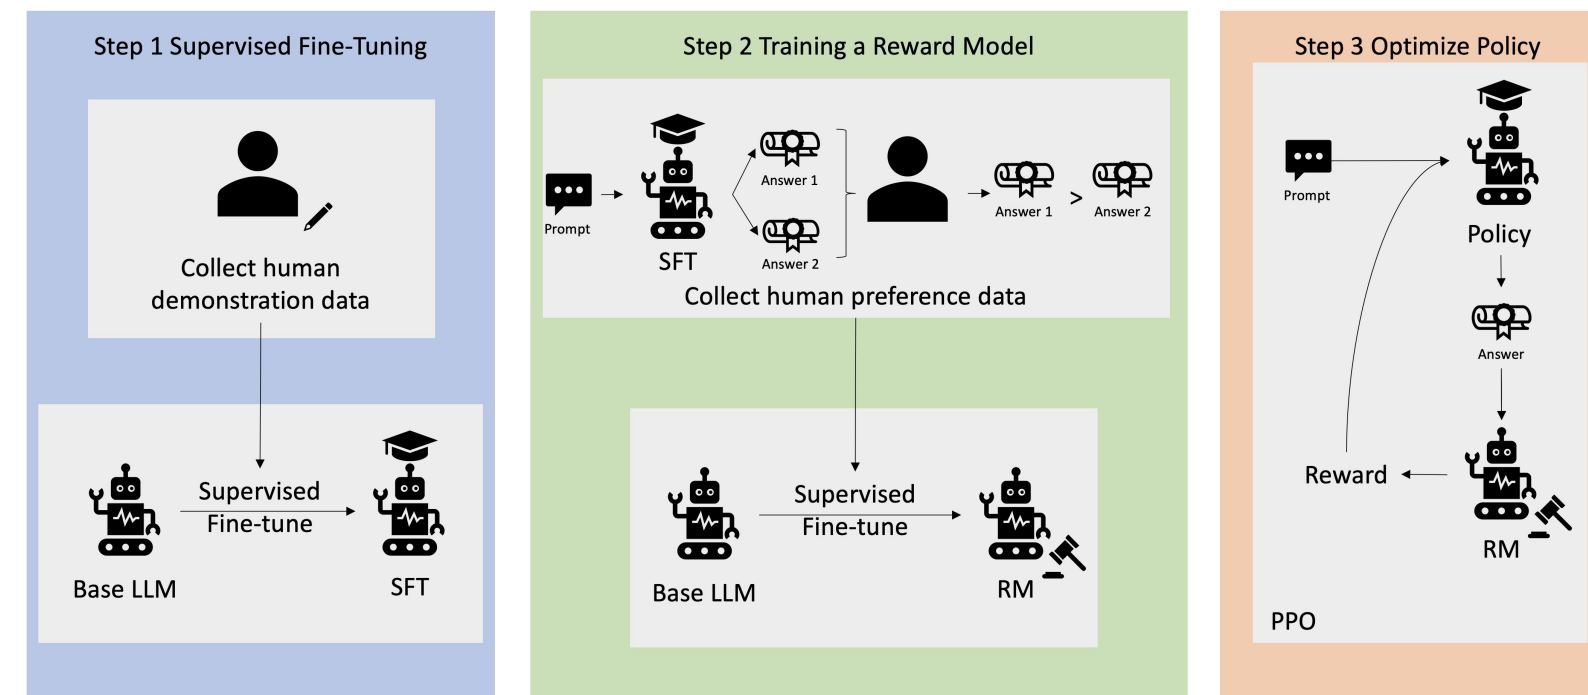 Step 1 Supervised Fine-Tuning
Collect human
demonstration data
Supervised
Fine-tune
Base LLM
SFT
Step 2 Training a Reward Model
Prompt
SFT
Answer 1
Answer 2
Answer 1
>
Answer 2
Collect human preference data
Supervised
Fine-tune
Base LLM
RM
Step 3 Optimize Policy
Prompt
Policy
Answer
Reward
RM
PPO